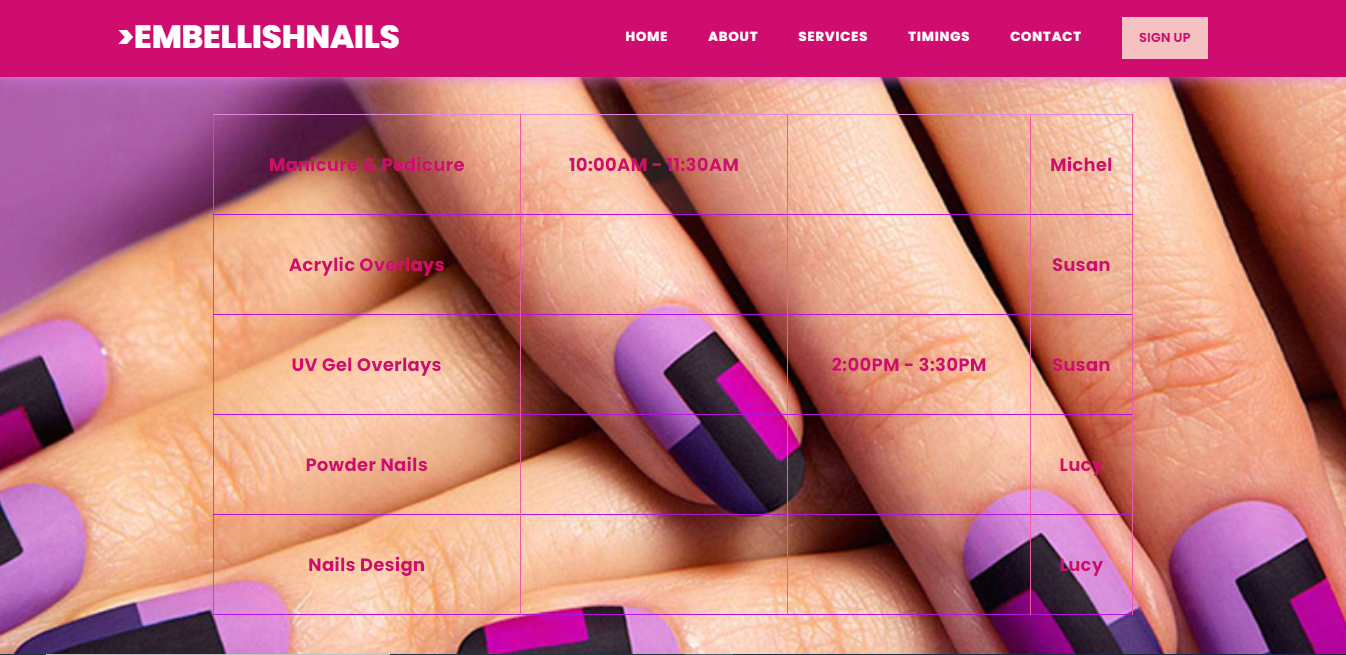 >EMBELLISHNAILS
HOME ABOUT SERVICES TIMINGS CONTACT SIGN UP
Manicure & Pedicure 10:00AM - 11:30AM Michel
Acrylic Overlays Susan
UV Gel Overlays 2:00PM - 3:30PM Susan
Powder Nails Lucy
Nails Design Lucy